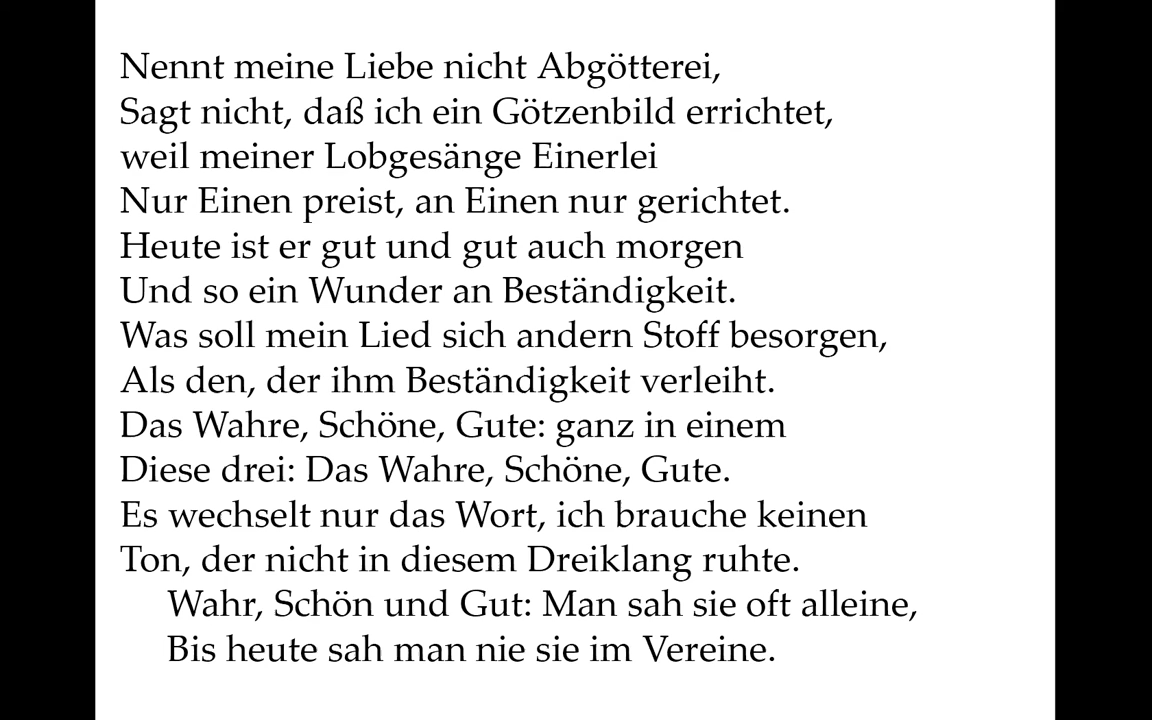 Nennt meine Liebe nicht Abgötterei,
Sagt nicht, daß ich ein Götzenbild errichtet,
weil meiner Lobgesänge Einerlei
Nur Einen preist, an Einen nur gerichtet.
Heute ist er gut und gut auch morgen
Und so ein Wunder an Beständigkeit.
Was soll mein Lied sich andern Stoff besorgen,
Als den, der ihm Beständigkeit verleiht.
Das Wahre, Schöne, Gute: ganz in einem
Diese drei: Das Wahre, Schöne, Gute.
Es wechselt nur das Wort, ich brauche keinen
Ton, der nicht in diesem Dreiklang ruhte.
Wahr, Schön und Gut: Man sah sie oft alleine,
Bis heute sah man nie sie im Vereine.